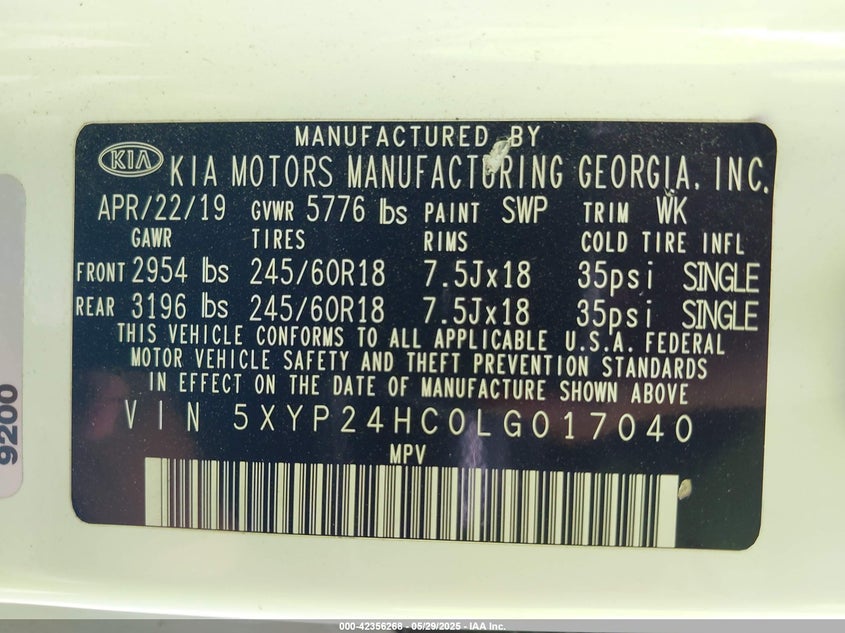 MANUFACTURED BY
KIA KIA MOTORS MANUFACTURING GEORGIA, INC.
APR/22/19 GVWR 5776 lbs PAINT SWP TRIM WK
GAWR TIRES RIMS COLD TIRE INFL
FRONT 2954 lbs 245/60R18 7.5Jx18 35psi SINGLE
REAR 3196 lbs 245/60R18 7.5Jx18 35psi SINGLE
THIS VEHICLE CONFORMS TO ALL APPLICABLE U.S.A. FEDERAL
MOTOR VEHICLE SAFETY AND THEFT PREVENTION STANDARDS
IN EFFECT ON THE DATE OF MANUFACTURE SHOWN ABOVE
VIN 5XYP24HC0LG017040
MPV
9200
000-42356268 - 05/29/2025 - IAA Inc.